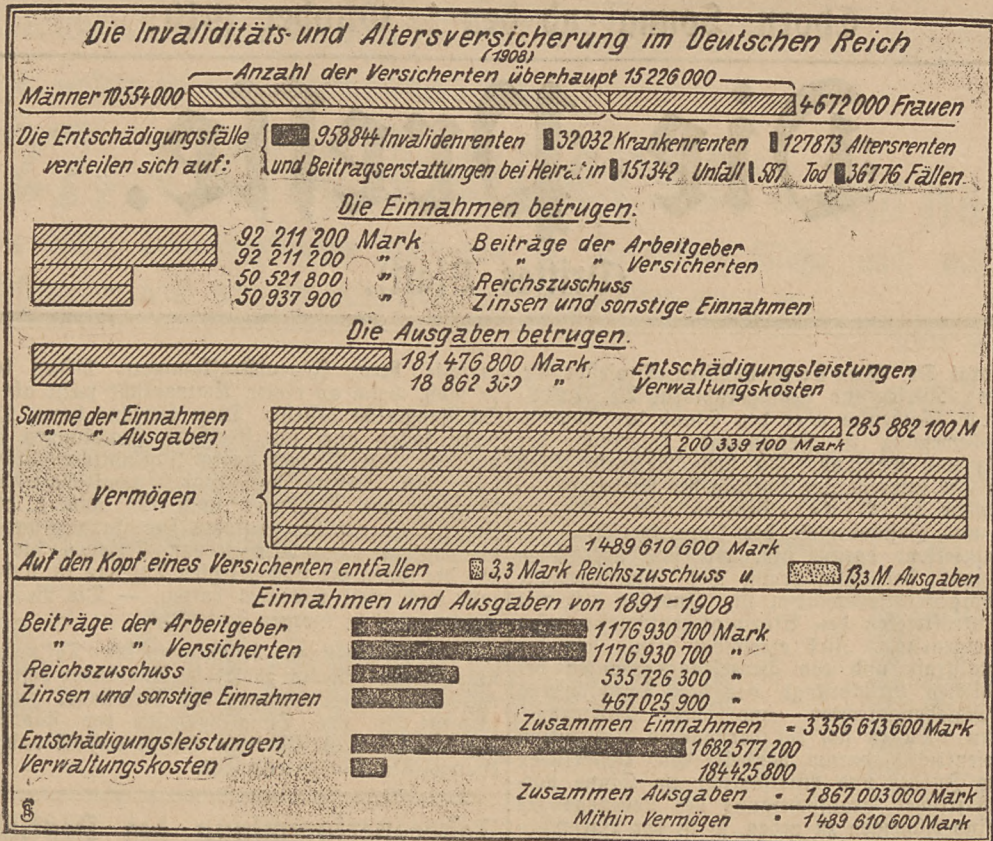 Die Invaliditäts- und Altersversicherung im Deutschen Reich
(1908)
Anzahl der Versicherten überhaupt 15226000
Männer 10554000 4672000 Frauen
Die Entschädigungsfälle 958844 Invalidenrenten 32032 Krankenrenten 127873 Altersrenten
verteilen sich auf: und Beitragserstattungen bei Heirat in 151342 Unfall 587 Tod 36776 Fällen
Die Einnahmen betrugen:
92 211 200 Mark Beiträge der Arbeitgeber
92 211 200 " " " Versicherten
50 521 800 " Reichszuschuss
50 937 900 " Zinsen und sonstige Einnahmen
Die Ausgaben betrugen.
181 476 800 Mark Entschädigungsleistungen
18 862 300 " Verwaltungskosten
Summe der Einnahmen 285 882 100 M
" " Ausgaben 200 339 100 Mark
Vermögen
1 489 610 600 Mark
Auf den Kopf eines Versicherten entfallen 3,3 Mark Reichszuschuss u. 13,3 M. Ausgaben
Einnahmen und Ausgaben von 1891-1908
Beiträge der Arbeitgeber 1176 930 700 Mark
" " Versicherten 1176 930 700 "
Reichszuschuss 535 726 300 "
Zinsen und sonstige Einnahmen 467 025 900 "
Zusammen Einnahmen = 3 356 613 600 Mark
Entschädigungsleistungen 1 682 577 200
Verwaltungskosten 184 425 800
Zusammen Ausgaben = 1 867 003 000 Mark
Mithin Vermögen = 1 489 610 600 Mark